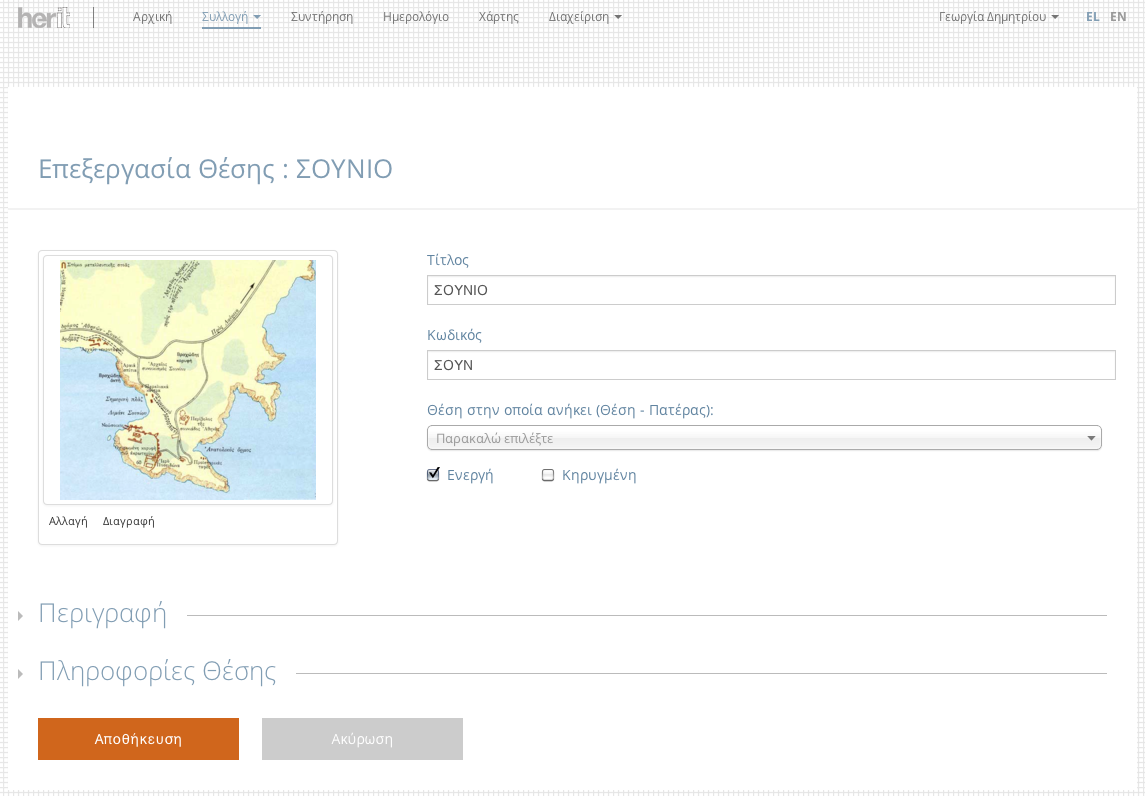 herit Αρχική Συλλογή Συντήρηση Ημερολόγιο Χάρτης Διαχείριση Γεωργία Δημητρίου EL EN
Επεξεργασία Θέσης : ΣΟΥΝΙΟ
Τίτλος
ΣΟΥΝΙΟ
Κωδικός
ΣΟΥΝ
Θέση στην οποία ανήκει (Θέση - Πατέρας):
Παρακαλώ επιλέξτε
Ενεργή Κηρυγμένη
Αλλαγή Διαγραφή
Περιγραφή
Πληροφορίες Θέσης
Αποθήκευση Ακύρωση